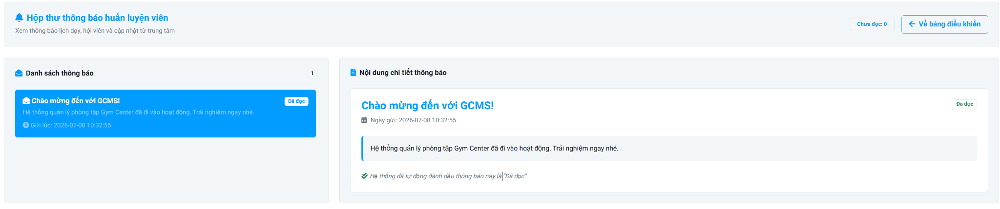 Hộp thư thông báo huấn luyện viên
Xem thông báo lịch dạy, hội viên và cập nhật từ trung tâm
Chưa đọc: 0
Về bảng điều khiển
Danh sách thông báo
1
Chào mừng đến với GCMS!
Đã đọc
Hệ thống quản lý phòng tập Gym Center đã đi vào hoạt động. Trải nghiệm ngay nhé.
Gửi lúc: 2026-07-08 10:32:55
Nội dung chi tiết thông báo
Chào mừng đến với GCMS!
Đã đọc
Ngày gửi: 2026-07-08 10:32:55
Hệ thống quản lý phòng tập Gym Center đã đi vào hoạt động. Trải nghiệm ngay nhé.
Hệ thống đã tự động đánh dấu thông báo này là "Đã đọc".